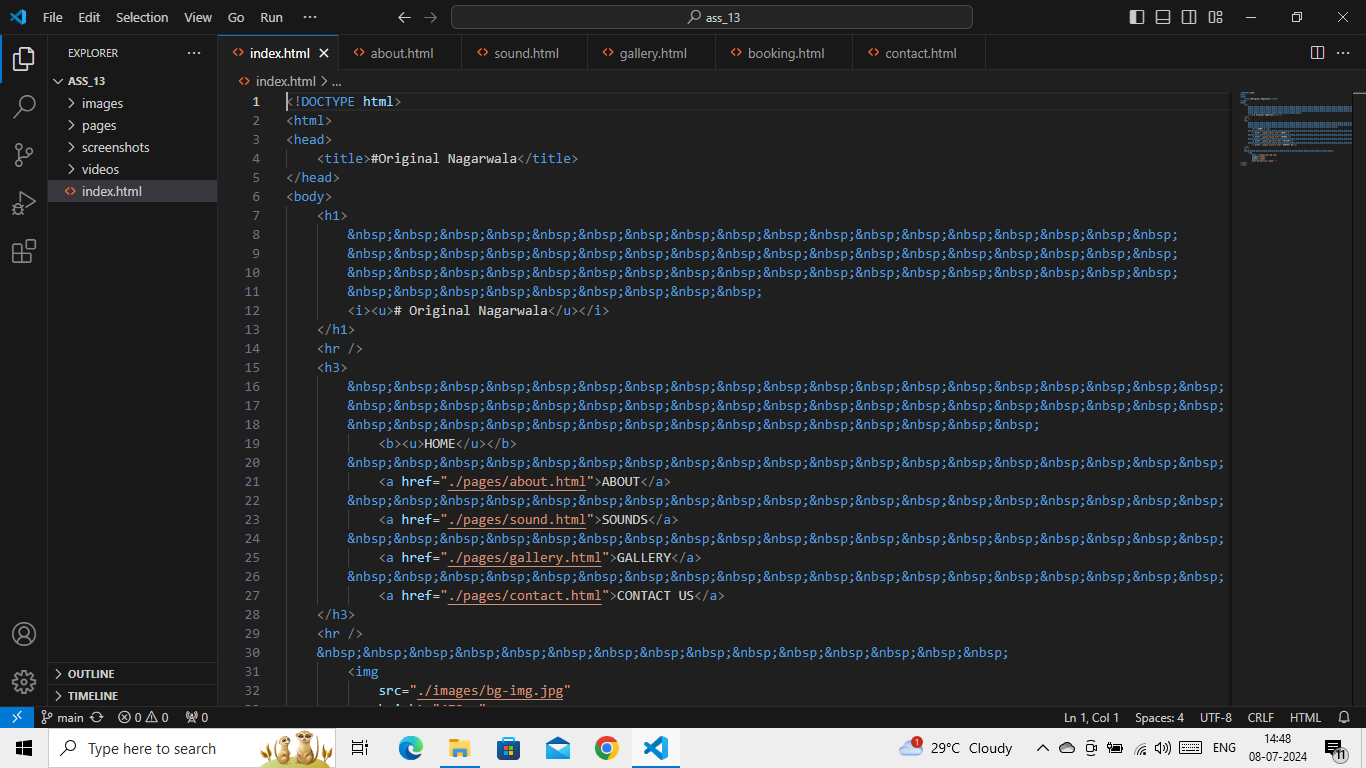 File Edit Selection View Go Run ··· ass_13
EXPLORER ···
ASS_13
images
pages
screenshots
videos
index.html
OUTLINE
TIMELINE
index.html about.html sound.html gallery.html booking.html contact.html
index.html > ...
1 <!DOCTYPE html>
2 <html>
3 <head>
4 <title>#Original Nagarwala</title>
5 </head>
6 <body>
7 <h1>
8 &nbsp;&nbsp;&nbsp;&nbsp;&nbsp;&nbsp;&nbsp;&nbsp;&nbsp;&nbsp;&nbsp;&nbsp;&nbsp;&nbsp;&nbsp;&nbsp;&nbsp;&nbsp;
9 &nbsp;&nbsp;&nbsp;&nbsp;&nbsp;&nbsp;&nbsp;&nbsp;&nbsp;&nbsp;&nbsp;&nbsp;&nbsp;&nbsp;&nbsp;&nbsp;&nbsp;&nbsp;
10 &nbsp;&nbsp;&nbsp;&nbsp;&nbsp;&nbsp;&nbsp;&nbsp;&nbsp;&nbsp;&nbsp;&nbsp;&nbsp;&nbsp;&nbsp;&nbsp;&nbsp;&nbsp;
11 &nbsp;&nbsp;&nbsp;&nbsp;&nbsp;&nbsp;&nbsp;&nbsp;&nbsp;
12 <i><u># Original Nagarwala</u></i>
13 </h1>
14 <hr />
15 <h3>
16 &nbsp;&nbsp;&nbsp;&nbsp;&nbsp;&nbsp;&nbsp;&nbsp;&nbsp;&nbsp;&nbsp;&nbsp;&nbsp;&nbsp;&nbsp;&nbsp;&nbsp;&nbsp;&nbsp;
17 &nbsp;&nbsp;&nbsp;&nbsp;&nbsp;&nbsp;&nbsp;&nbsp;&nbsp;&nbsp;&nbsp;&nbsp;&nbsp;&nbsp;&nbsp;&nbsp;&nbsp;&nbsp;&nbsp;
18 &nbsp;&nbsp;&nbsp;&nbsp;&nbsp;&nbsp;&nbsp;&nbsp;&nbsp;&nbsp;&nbsp;&nbsp;&nbsp;&nbsp;&nbsp;
19 <b><u>HOME</u></b>
20 &nbsp;&nbsp;&nbsp;&nbsp;&nbsp;&nbsp;&nbsp;&nbsp;&nbsp;&nbsp;&nbsp;&nbsp;&nbsp;&nbsp;&nbsp;&nbsp;&nbsp;&nbsp;&nbsp;
21 <a href="./pages/about.html">ABOUT</a>
22 &nbsp;&nbsp;&nbsp;&nbsp;&nbsp;&nbsp;&nbsp;&nbsp;&nbsp;&nbsp;&nbsp;&nbsp;&nbsp;&nbsp;&nbsp;&nbsp;&nbsp;&nbsp;&nbsp;
23 <a href="./pages/sound.html">SOUNDS</a>
24 &nbsp;&nbsp;&nbsp;&nbsp;&nbsp;&nbsp;&nbsp;&nbsp;&nbsp;&nbsp;&nbsp;&nbsp;&nbsp;&nbsp;&nbsp;&nbsp;&nbsp;&nbsp;&nbsp;
25 <a href="./pages/gallery.html">GALLERY</a>
26 &nbsp;&nbsp;&nbsp;&nbsp;&nbsp;&nbsp;&nbsp;&nbsp;&nbsp;&nbsp;&nbsp;&nbsp;&nbsp;&nbsp;&nbsp;&nbsp;&nbsp;&nbsp;&nbsp;
27 <a href="./pages/contact.html">CONTACT US</a>
28 </h3>
29 <hr />
30 &nbsp;&nbsp;&nbsp;&nbsp;&nbsp;&nbsp;&nbsp;&nbsp;&nbsp;&nbsp;&nbsp;&nbsp;&nbsp;&nbsp;&nbsp;
31 <img
32 src="./images/bg-img.jpg"
main 0 0 0 Ln 1, Col 1 Spaces: 4 UTF-8 CRLF HTML
Type here to search 1 29°C Cloudy ENG 14:48
08-07-2024 11